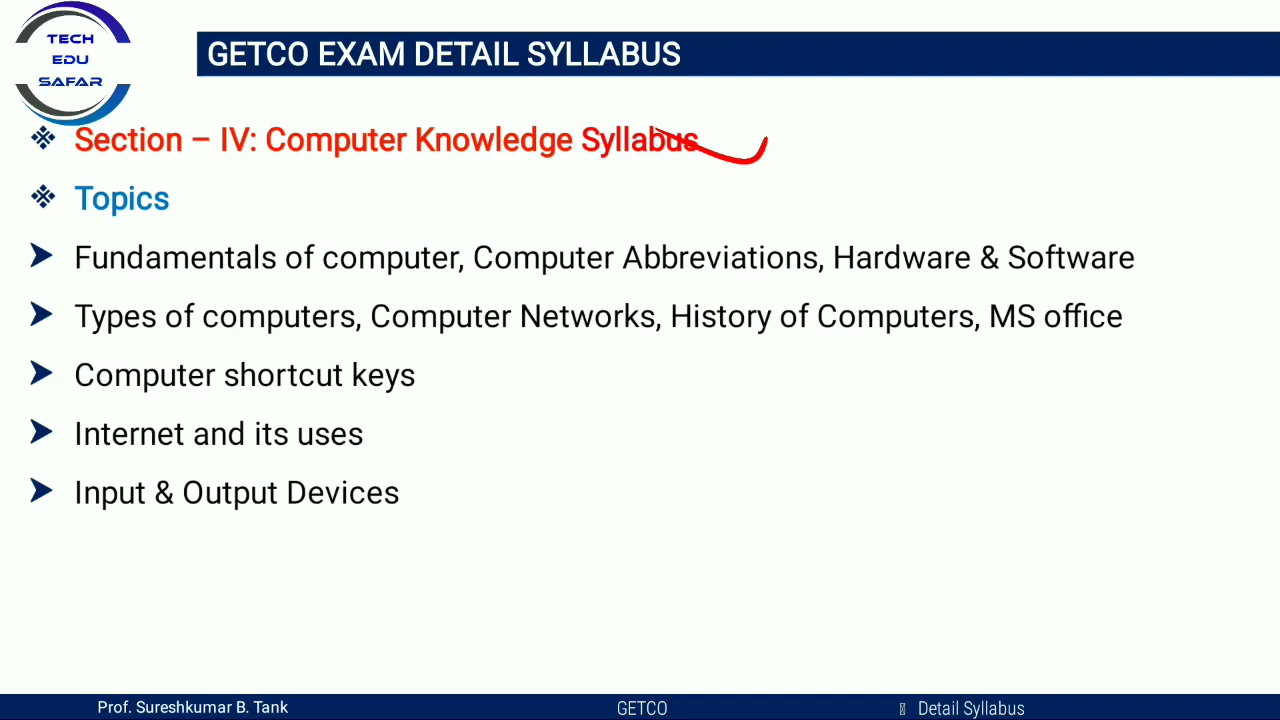 TECH
EDU
SAFAR
GETCO EXAM DETAIL SYLLABUS
Section – IV: Computer Knowledge Syllabus
Topics
Fundamentals of computer, Computer Abbreviations, Hardware & Software
Types of computers, Computer Networks, History of Computers, MS office
Computer shortcut keys
Internet and its uses
Input & Output Devices
Prof. Sureshkumar B. Tank
GETCO
Detail Syllabus